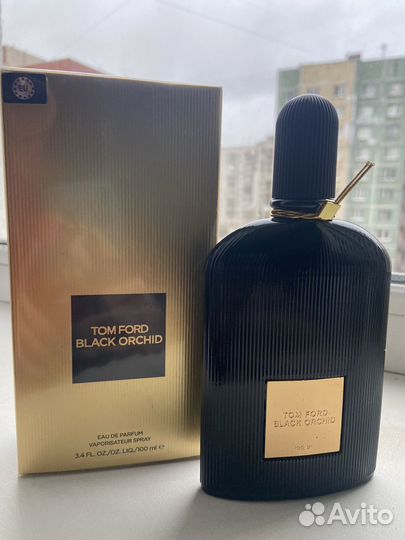 EU
TOM FORD
BLACK ORCHID
EAU DE PARFUM
VAPORISATEUR SPRAY
3.4 FL. OZ./OZ. LIQ./100 ml ℮
TOM FORD
BLACK ORCHID
Avito